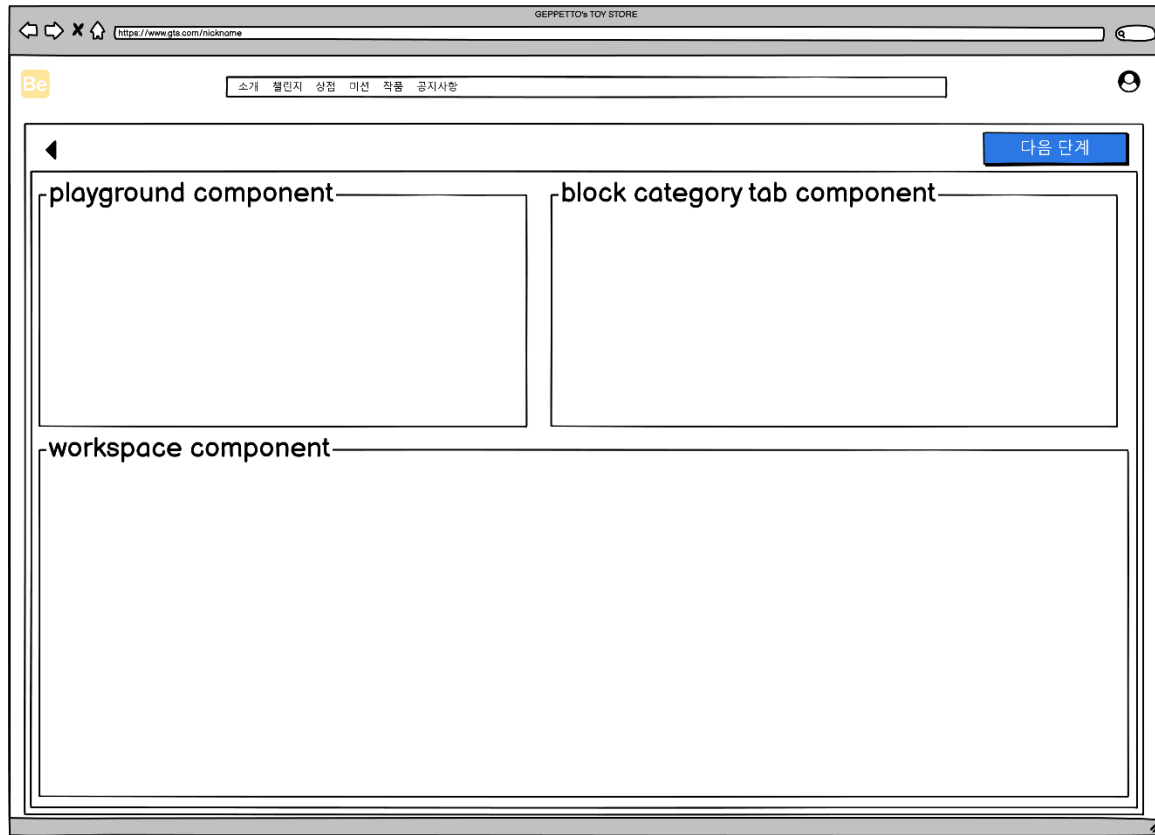 GEPPETTO's TOY STORE
https://www.gts.com/nickname
Be
소개 챌린지 상점 미션 작품 공지사항
다음 단계
playground component
block category tab component
workspace component